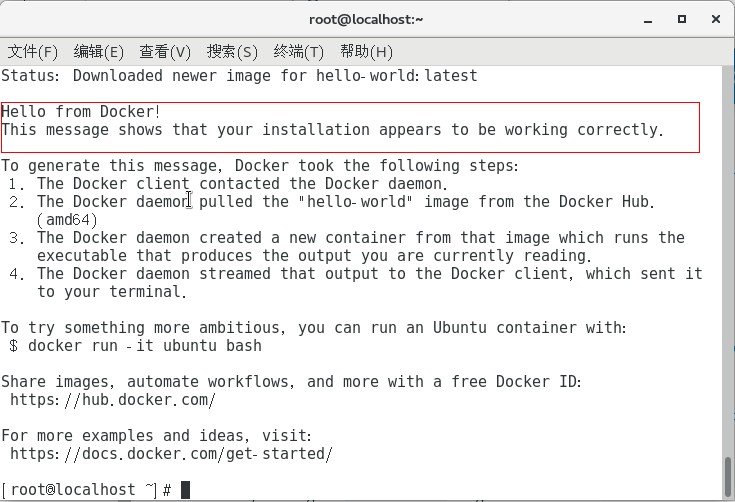 root@localhost:~
文件(F) 编辑(E) 查看(V) 搜索(S) 终端(T) 帮助(H)
Status: Downloaded newer image for hello-world:latest
Hello from Docker!
This message shows that your installation appears to be working correctly.
To generate this message, Docker took the following steps:
1. The Docker client contacted the Docker daemon.
2. The Docker daemon pulled the "hello-world" image from the Docker Hub.
(amd64)
3. The Docker daemon created a new container from that image which runs the
executable that produces the output you are currently reading.
4. The Docker daemon streamed that output to the Docker client, which sent it
to your terminal.
To try something more ambitious, you can run an Ubuntu container with:
$ docker run -it ubuntu bash
Share images, automate workflows, and more with a free Docker ID:
https://hub.docker.com/
For more examples and ideas, visit:
https://docs.docker.com/get-started/
[root@localhost ~]#